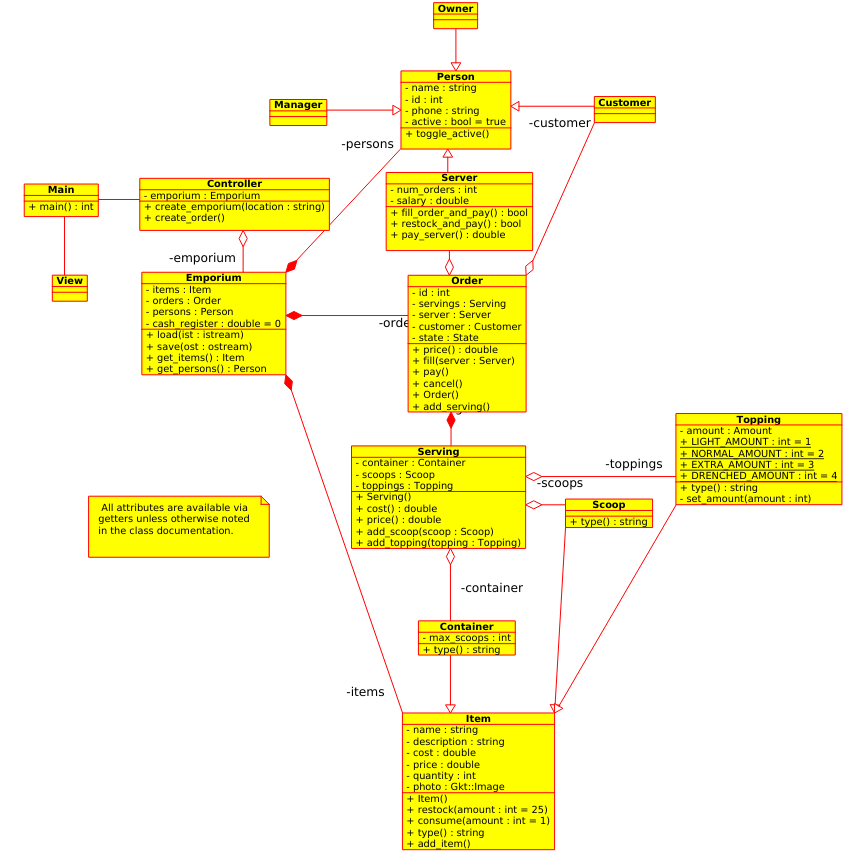 Owner
Person
- name : string
- id : int
- phone : string
- active : bool = true
+ toggle_active()
Manager
Customer
-customer
-persons
Server
- num_orders : int
- salary : double
+ fill_order_and_pay() : bool
+ restock_and_pay() : bool
+ pay_server() : double
Main
+ main() : int
Controller
- emporium : Emporium
+ create_emporium(location : string)
+ create_order()
-emporium
View
Emporium
- items : Item
- orders : Order
- persons : Person
- cash_register : double = 0
+ load(ist : istream)
+ save(ost : ostream)
+ get_items() : Item
+ get_persons() : Person
Order
- id : int
- servings : Serving
- server : Server
- customer : Customer
- state : State
+ price() : double
+ fill(server : Server)
+ pay()
+ cancel()
+ Order()
+ add_serving()
Topping
- amount : Amount
+ LIGHT_AMOUNT : int = 1
+ NORMAL_AMOUNT : int = 2
+ EXTRA_AMOUNT : int = 3
+ DRENCHED_AMOUNT : int = 4
+ type() : string
- set_amount(amount : int)
Serving
- container : Container
- scoops : Scoop
- toppings : Topping
+ Serving()
+ cost() : double
+ price() : double
+ add_scoop(scoop : Scoop)
+ add_topping(topping : Topping)
-toppings
-scoops
Scoop
+ type() : string
All attributes are available via
getters unless otherwise noted
in the class documentation.
-container
Container
- max_scoops : int
+ type() : string
-items
Item
- name : string
- description : string
- cost : double
- price : double
- quantity : int
- photo : Gkt::Image
+ Item()
+ restock(amount : int = 25)
+ consume(amount : int = 1)
+ type() : string
+ add_item()